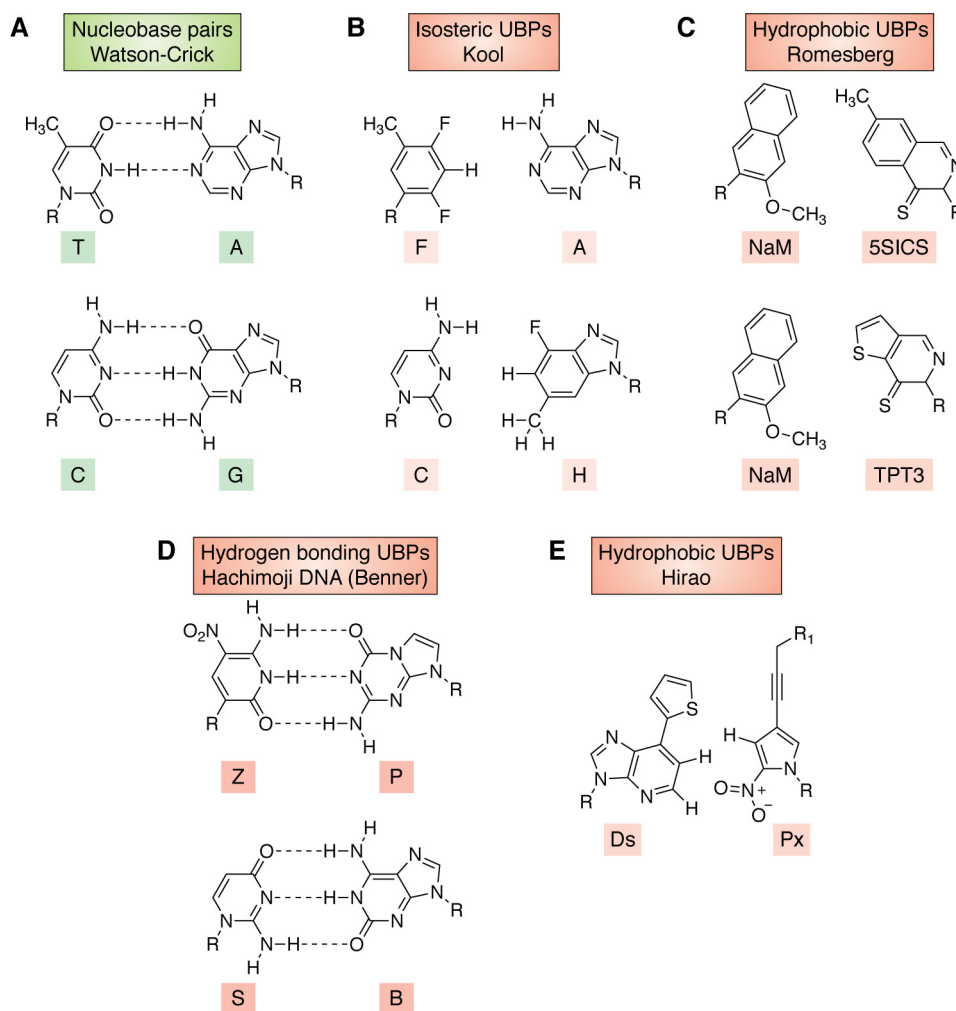 A
Nucleobase pairs
Watson-Crick
H
H₃C O H-N N
N-H N N
N N R
R O
T A
H
N-H O N
N H-N N
N O N R
R H-N
H
C G
B
Isosteric UBPs
Kool
H
H₃C F H-N N
H N N
R F N R
F A
H
N-H F N
N H N
N O R
R C
H H H
C H
C
Hydrophobic UBPs
Romesberg
H₃C
R N
O-CH₃ S R
NaM 5SICS
S N
R S R
O-CH₃
NaM TPT3
D
Hydrogen bonding UBPs
Hachimoji DNA (Benner)
H
O₂N N-H O
N
N-H N N
N R
R O H-N
H
Z P
H
O H-N N
N H-N N
N N R
R N-H O
H
S B
E
Hydrophobic UBPs
Hirao
R₁
S
N H H
N N H N
R O=N⁺ R
O⁻
Ds Px